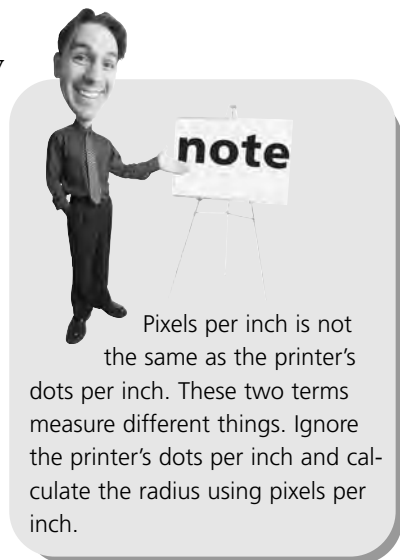 y
note
Pixels per inch is not
the same as the printer's
dots per inch. These two terms
measure different things. Ignore
the printer's dots per inch and cal-
culate the radius using pixels per
inch.